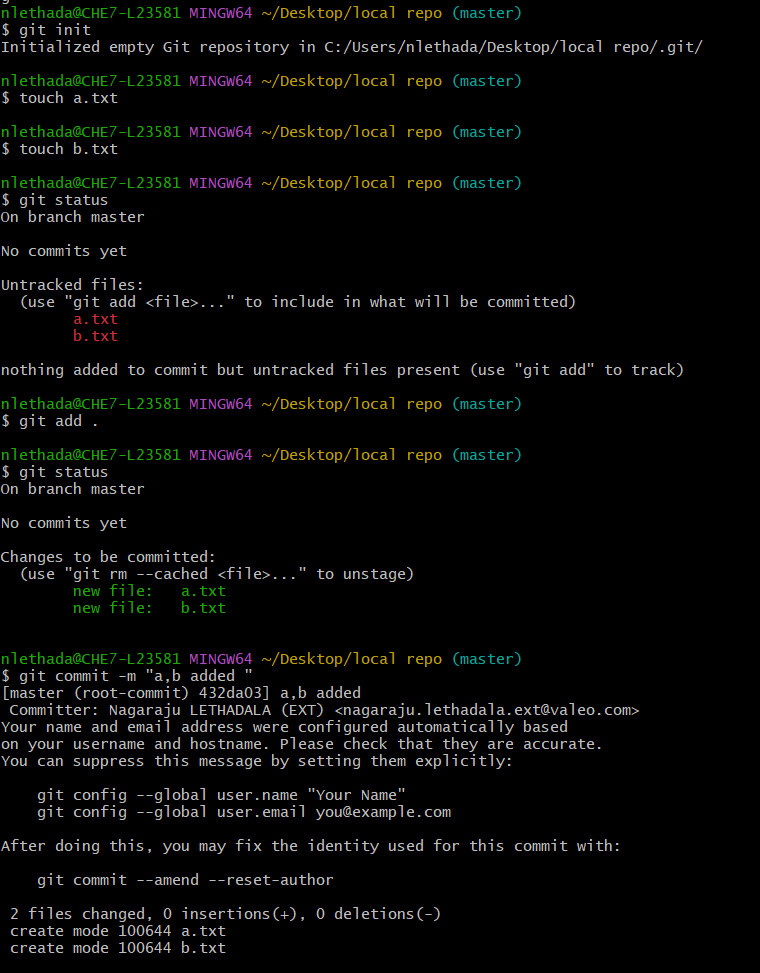 nlethada@CHE7-L23581 MINGW64 ~/Desktop/local repo (master)
$ git init
Initialized empty Git repository in C:/Users/nlethada/Desktop/local repo/.git/

nlethada@CHE7-L23581 MINGW64 ~/Desktop/local repo (master)
$ touch a.txt

nlethada@CHE7-L23581 MINGW64 ~/Desktop/local repo (master)
$ touch b.txt

nlethada@CHE7-L23581 MINGW64 ~/Desktop/local repo (master)
$ git status
On branch master

No commits yet

Untracked files:
  (use "git add <file>..." to include in what will be committed)
        a.txt
        b.txt

nothing added to commit but untracked files present (use "git add" to track)

nlethada@CHE7-L23581 MINGW64 ~/Desktop/local repo (master)
$ git add .

nlethada@CHE7-L23581 MINGW64 ~/Desktop/local repo (master)
$ git status
On branch master

No commits yet

Changes to be committed:
  (use "git rm --cached <file>..." to unstage)
        new file:   a.txt
        new file:   b.txt


nlethada@CHE7-L23581 MINGW64 ~/Desktop/local repo (master)
$ git commit -m "a,b added "
[master (root-commit) 432da03] a,b added
 Committer: Nagaraju LETHADALA (EXT) <nagaraju.lethadala.ext@valeo.com>
Your name and email address were configured automatically based
on your username and hostname. Please check that they are accurate.
You can suppress this message by setting them explicitly:

    git config --global user.name "Your Name"
    git config --global user.email you@example.com

After doing this, you may fix the identity used for this commit with:

    git commit --amend --reset-author

 2 files changed, 0 insertions(+), 0 deletions(-)
 create mode 100644 a.txt
 create mode 100644 b.txt